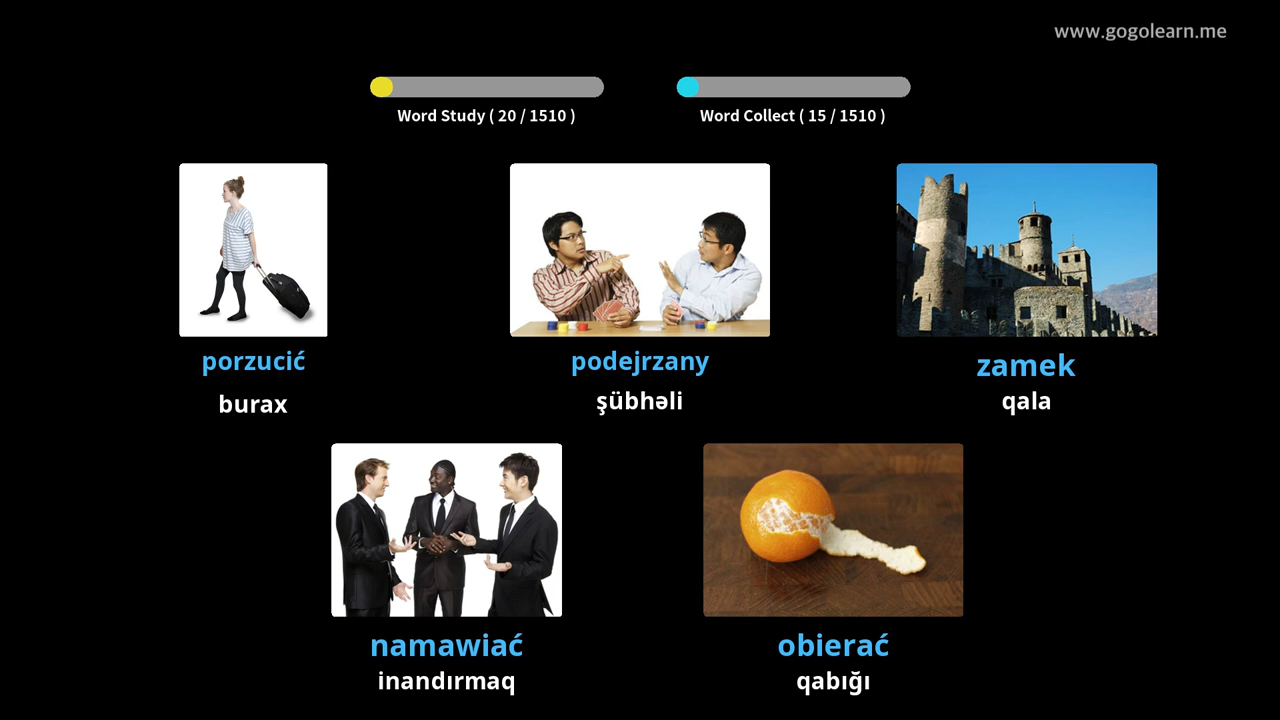 www.gogolearn.me
Word Study ( 20 / 1510 )
Word Collect ( 15 / 1510 )
porzucić
burax
podejrzany
şübhəli
zamek
qala
namawiać
inandırmaq
obierać
qabığı